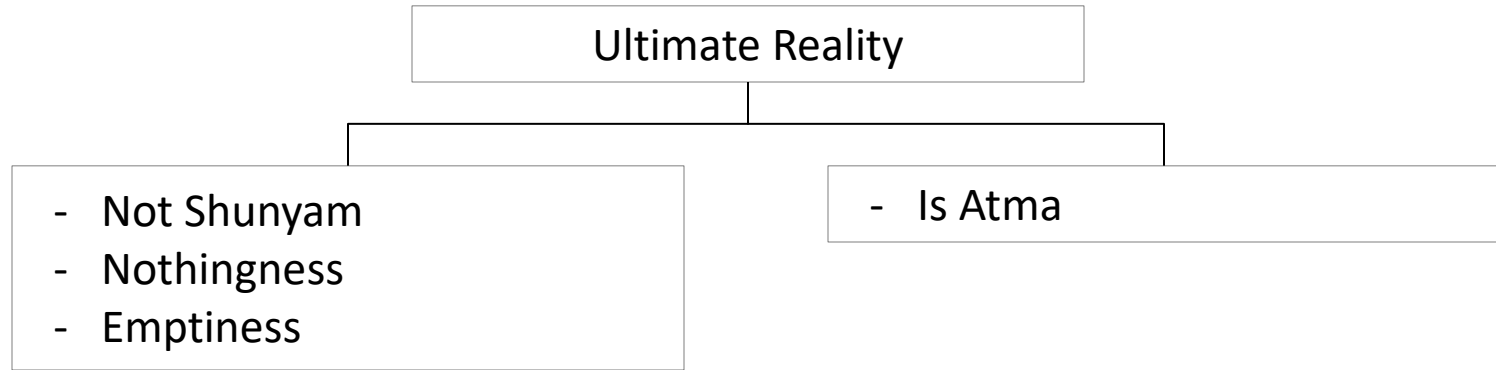 Ultimate Reality
- Not Shunyam
- Nothingness
- Emptiness
- Is Atma